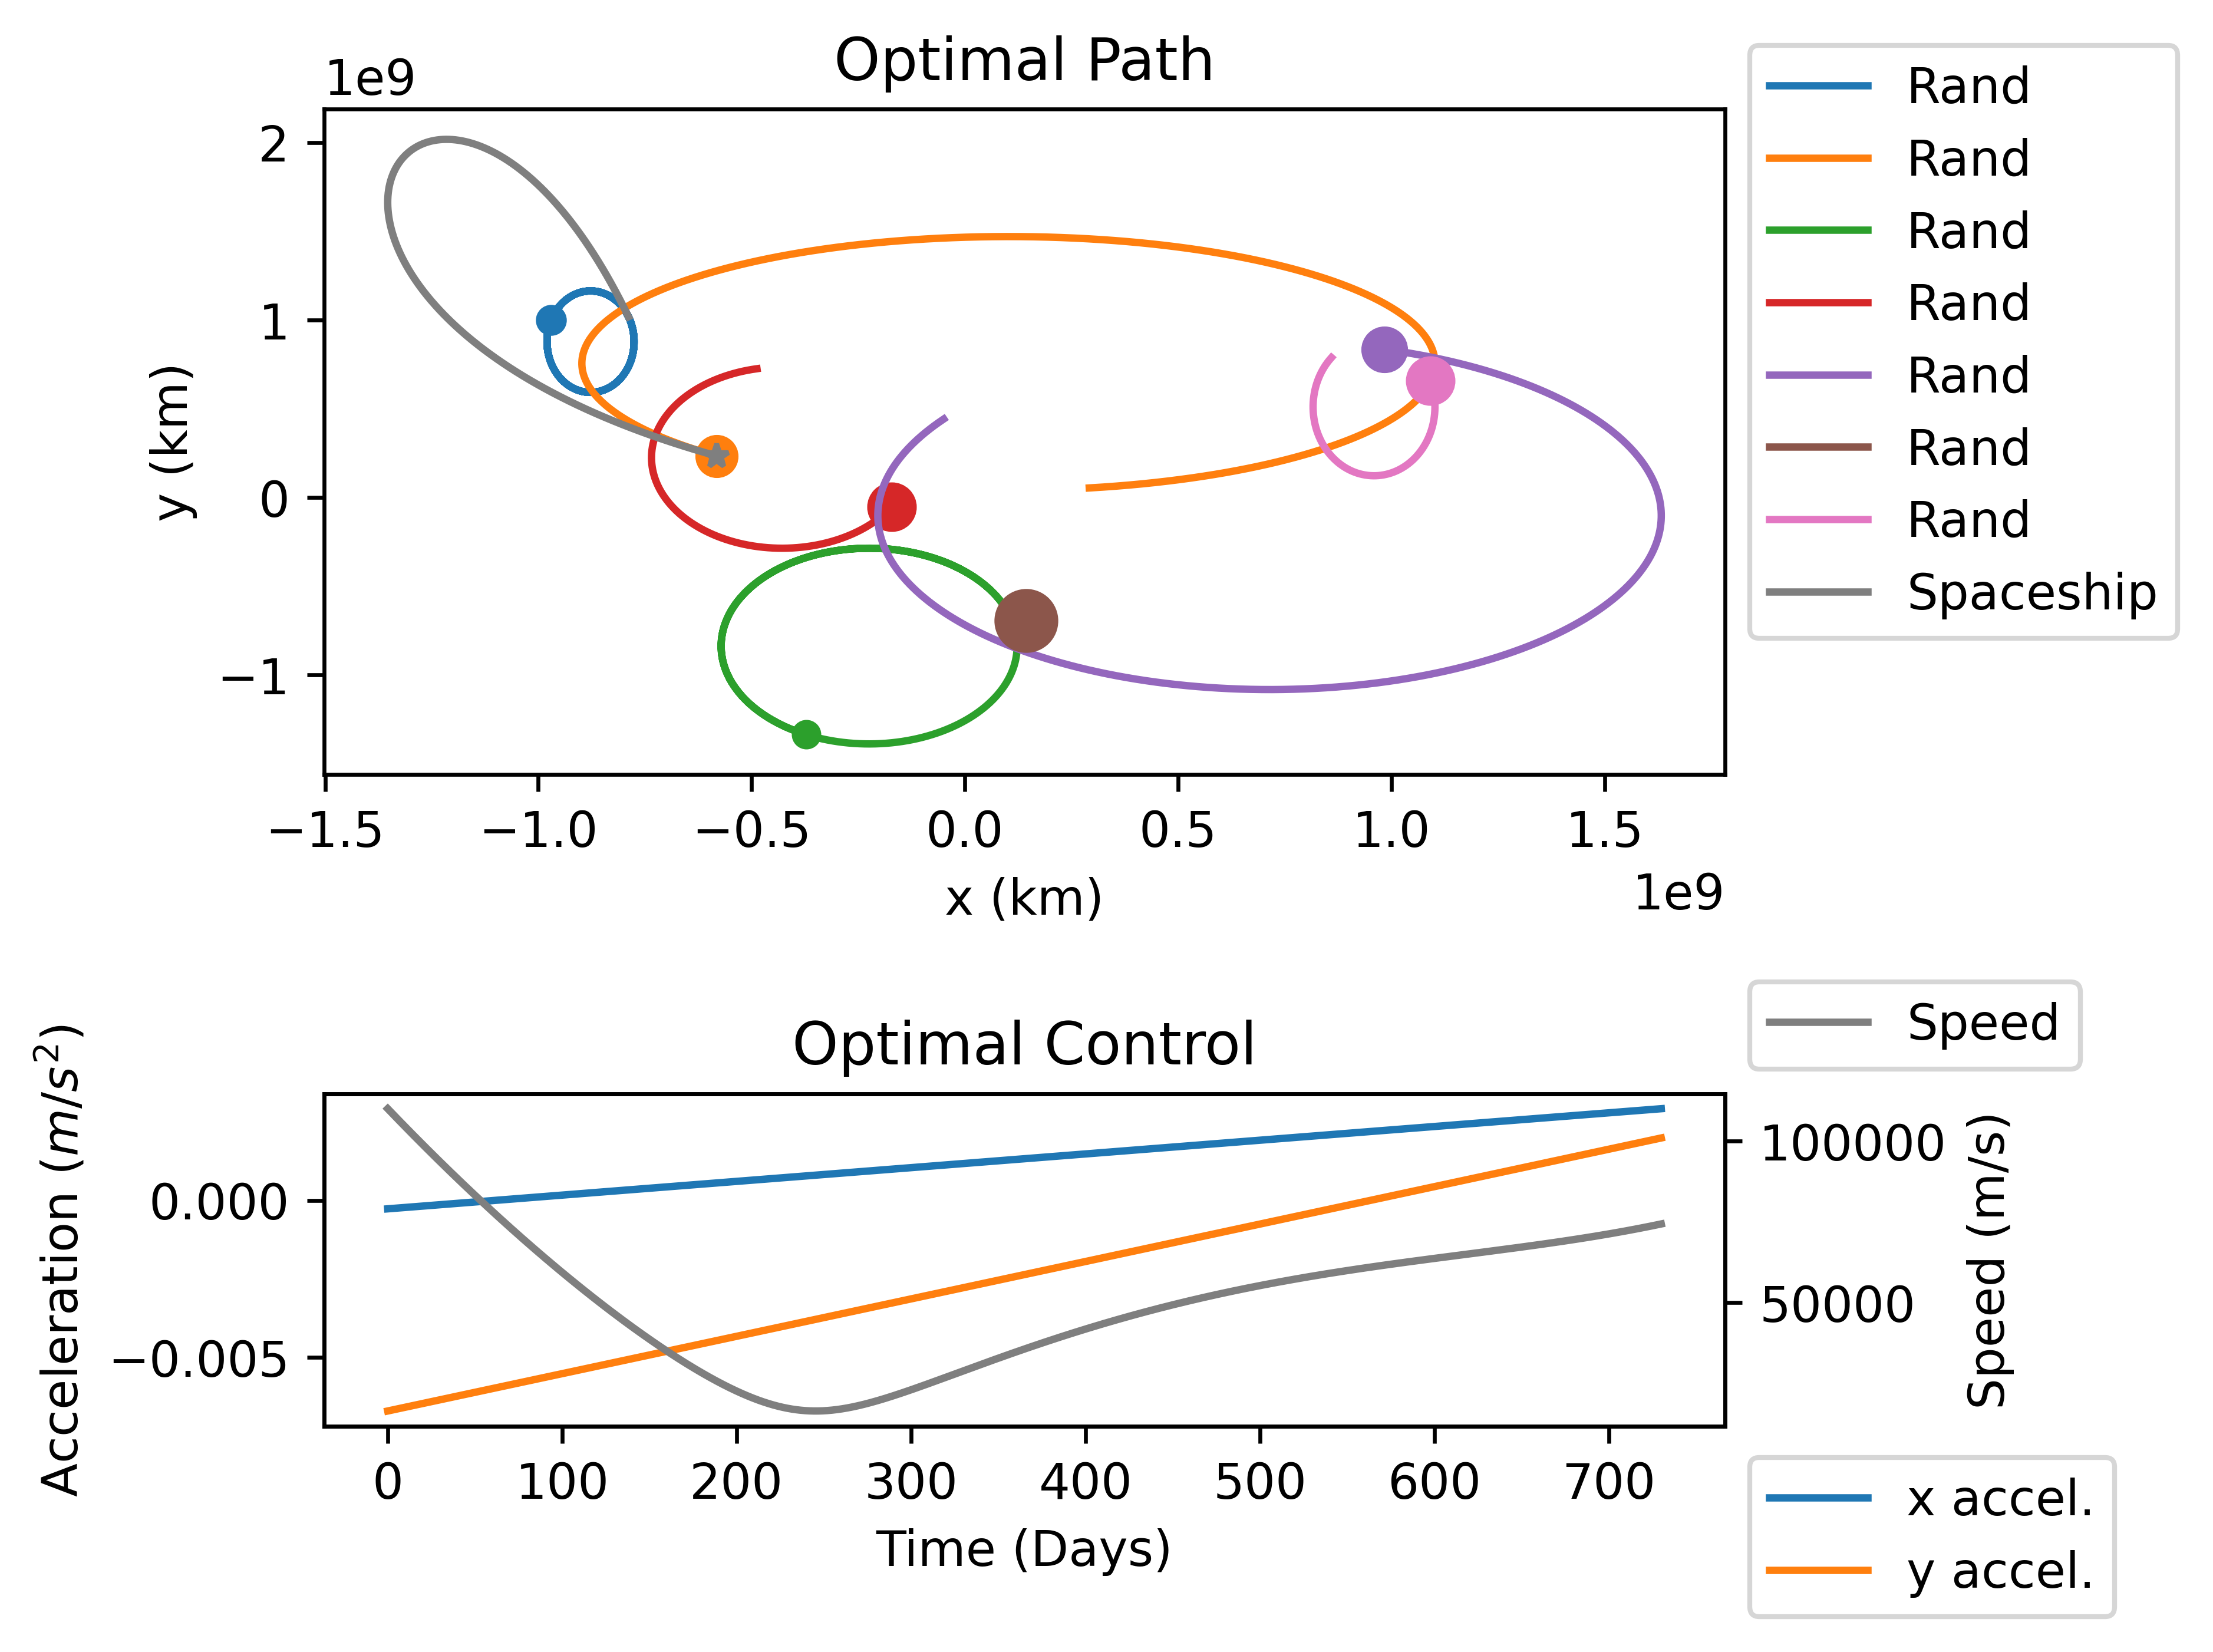 Optimal Path
1e9
2
1
0
−1
y (km)
−1.5 −1.0 −0.5 0.0 0.5 1.0 1.5
x (km)
1e9
Rand
Rand
Rand
Rand
Rand
Rand
Rand
Spaceship
Speed
Optimal Control
Acceleration (m/s²)
0.000
−0.005
100000
50000
Speed (m/s)
0 100 200 300 400 500 600 700
Time (Days)
x accel.
y accel.